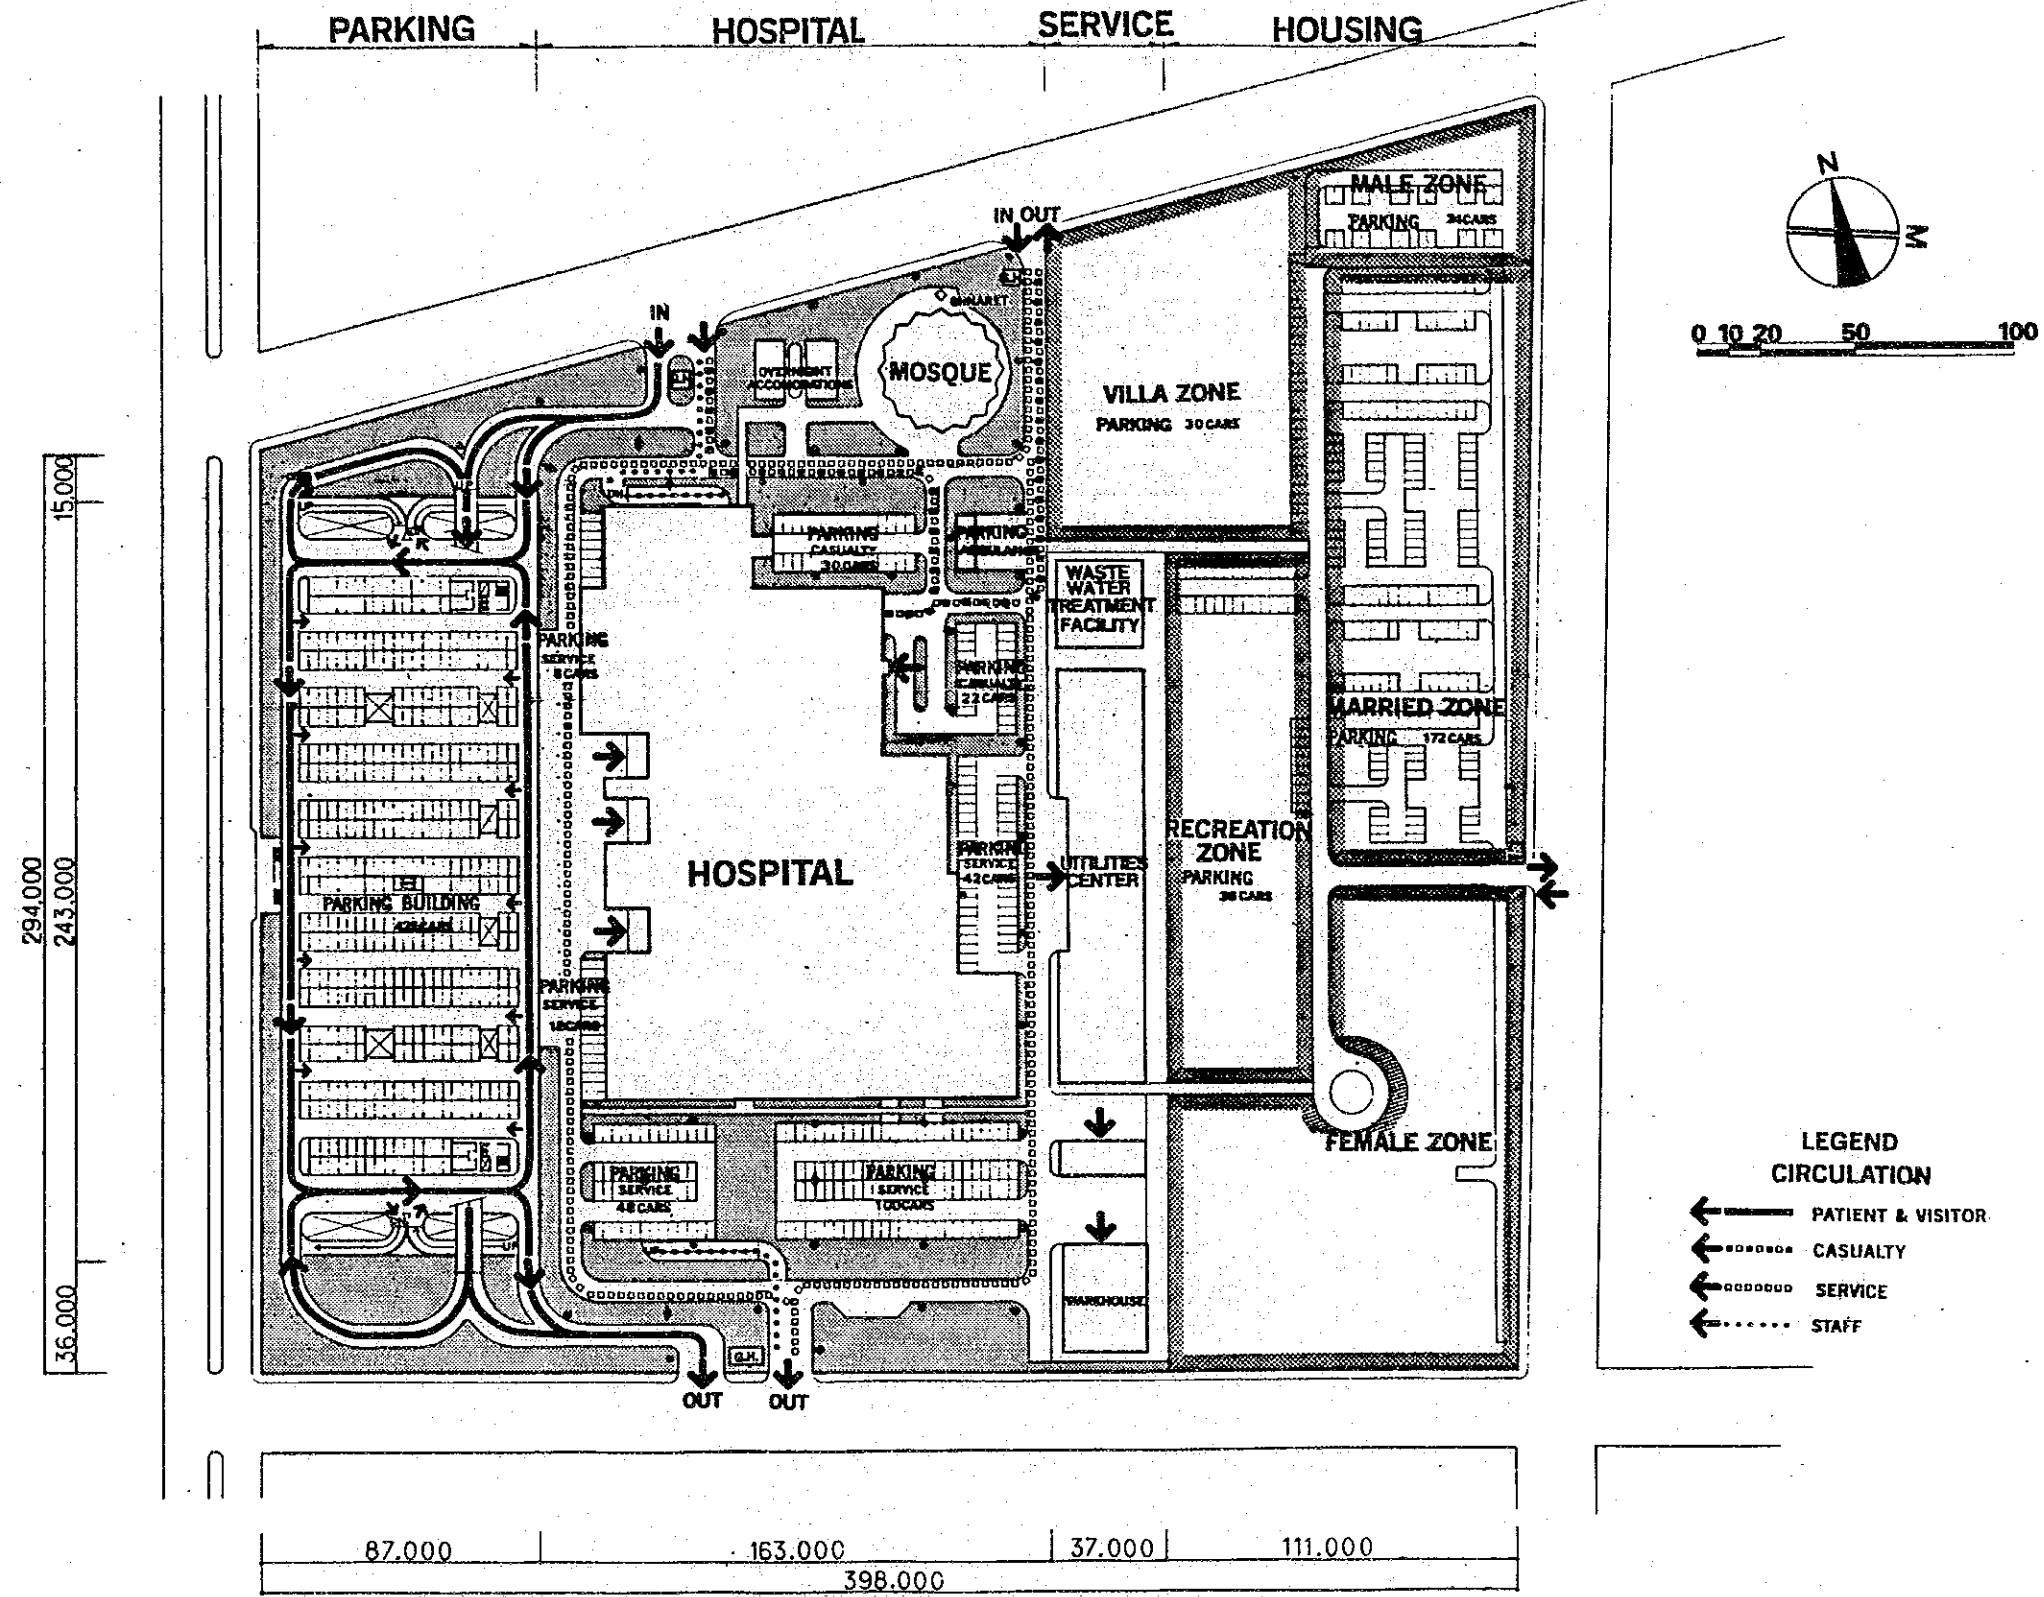 PARKING
HOSPITAL
SERVICE
HOUSING
MALE ZONE
PARKING 24 CARS
N
M
0 10 20 50 100
IN OUT
IN
MOSQUE
OVERNIGHT
VILLA ZONE
PARKING 30 CARS
15,000
PARKING
CASUALTY
30 CARS
PARKING
AMBULANCE
WASTE
WATER
TREATMENT
FACILITY
PARKING
SERVICE
8 CARS
PARKING
CASUALTY
22 CARS
MARRIED ZONE
PARKING 172 CARS
RECREATION
ZONE
PARKING
36 CARS
HOSPITAL
PARKING
SERVICE
42 CARS
UTILITIES
CENTER
294,000
243,000
H
PARKING BUILDING
PARKING
SERVICE
FEMALE ZONE
UP
PARKING
SERVICE
48 CARS
PARKING
SERVICE
100 CARS
WAREHOUSE
36,000
G.H.
OUT
OUT
LEGEND
CIRCULATION
PATIENT & VISITOR
CASUALTY
SERVICE
STAFF
87.000
163.000
37.000
111.000
398.000